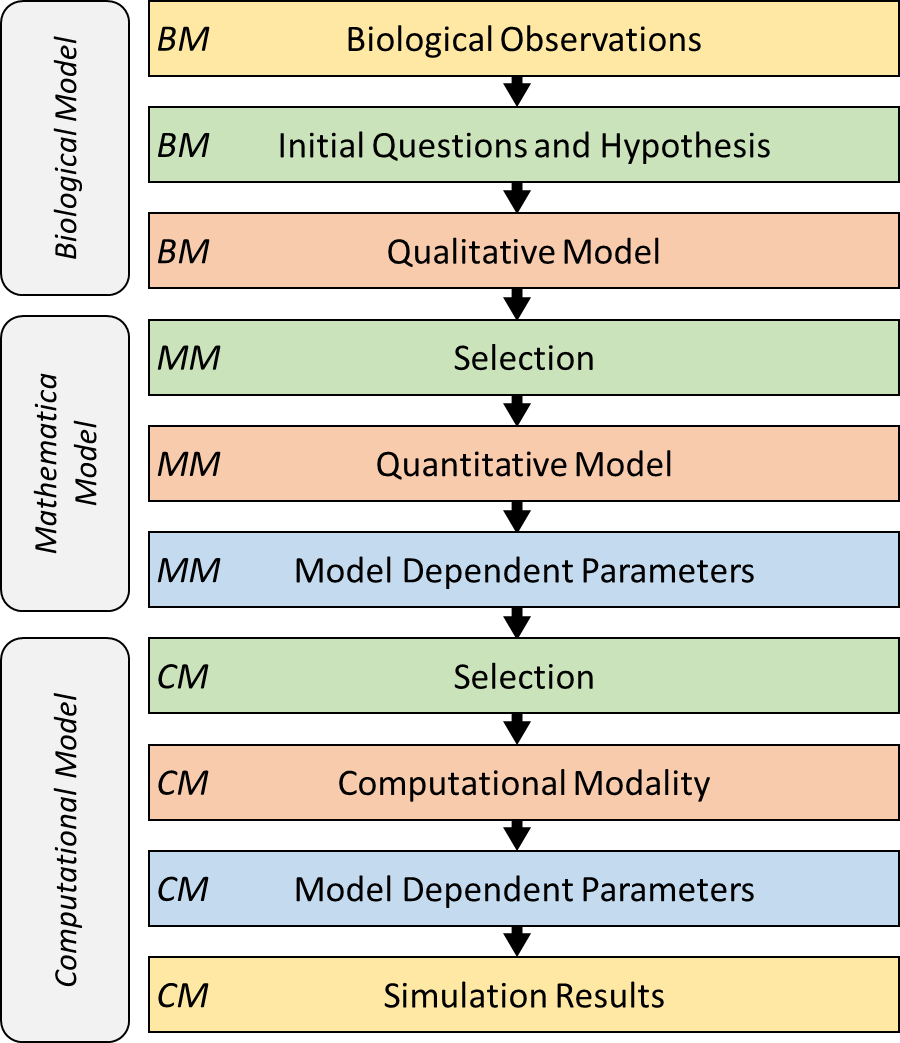 Biological Model
BM Biological Observations
BM Initial Questions and Hypothesis
BM Qualitative Model
Mathematica
Model
MM Selection
MM Quantitative Model
MM Model Dependent Parameters
Computational Model
CM Selection
CM Computational Modality
CM Model Dependent Parameters
CM Simulation Results